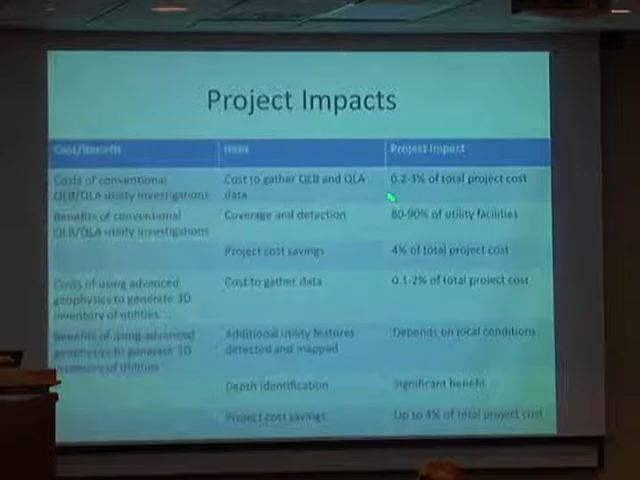 Project Impacts
Cost/Benefit
Item
Project Impact
Costs of conventional
QLB/QLA utility investigations
Cost to gather QLB and QLA
data
0.2-3% of total project cost
Benefits of conventional
QLB/QLA utility investigations
Coverage and detection
80-90% of utility facilities
Project cost savings
4% of total project cost
Costs of using advanced
geophysics to generate 3D
inventory of utilities
Cost to gather data
0.1-2% of total project cost
Benefits of using advanced
geophysics to generate 3D
inventory of utilities
Additional utility features
detected and mapped
Depends on local conditions
Depth identification
Significant benefit
Project cost savings
Up to 4% of total project cost